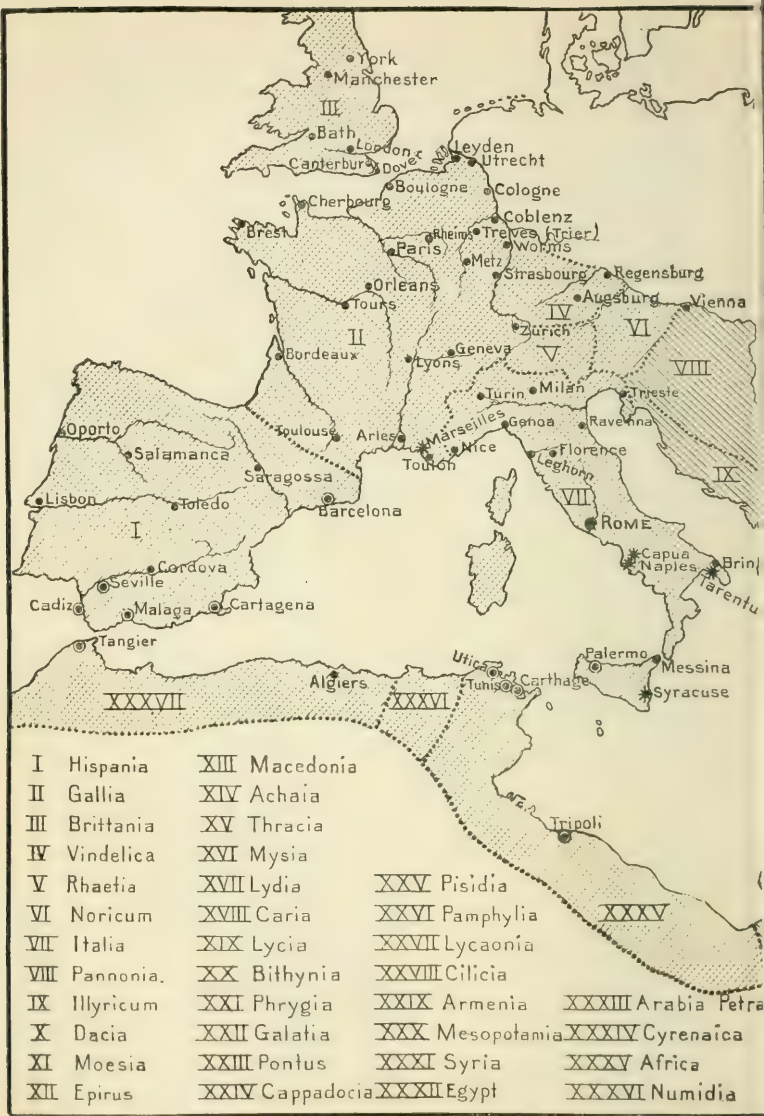 York
Manchester
III
Bath
London
Canterbury
Dover
Leyden
Utrecht
Boulogne
Cologne
Cherbourg
Coblenz
Brest
Rheims
Treves (Trier)
Paris
Worms
Metz
Strasbourg
Regensburg
Orleans
Augsburg
Vienna
Tours
IV
Zurich
VI
II
V
VIII
Bordeaux
Lyons
Geneva
Turin
Milan
Trieste
Oporto
Toulouse
Arles
Marseilles
Genoa
Ravenna
Salamanca
Toulon
Nice
Leghorn
Florence
Saragossa
IX
Lisbon
Toledo
Barcelona
VII
ROME
I
Capua
Naples
Brin
Tarentu
Cordova
Seville
Cadiz
Malaga
Cartagena
Tangier
Utica
Palermo
Messina
Algiers
Tunis
Carthage
Syracuse
XXXVII
XXXVI
Tripoli
XXXV
I Hispania
II Gallia
III Brittania
IV Vindelica
V Rhaetia
VI Noricum
VII Italia
VIII Pannonia.
IX Illyricum
X Dacia
XI Moesia
XII Epirus
XIII Macedonia
XIV Achaia
XV Thracia
XVI Mysia
XVII Lydia
XVIII Caria
XIX Lycia
XX Bithynia
XXI Phrygia
XXII Galatia
XXIII Pontus
XXIV Cappadocia
XXV Pisidia
XXVI Pamphylia
XXVII Lycaonia
XXVIII Cilicia
XXIX Armenia
XXX Mesopotamia
XXXI Syria
XXXII Egypt
XXXIII Arabia Petra
XXXIV Cyrenaica
XXXV Africa
XXXVI Numidia